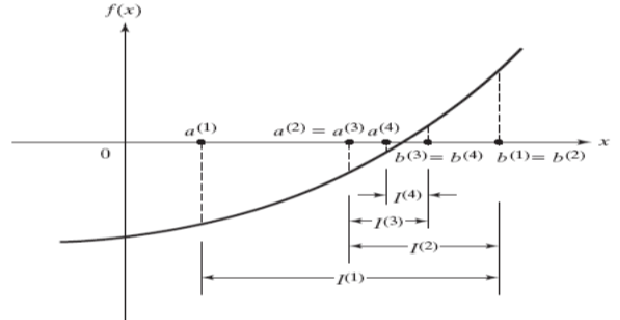 f(x)
a(1)
a(2) = a(3) a(4)
x
0
b(3)= b(4) b(1)= b(2)
I(4)
I(3)
I(2)
I(1)